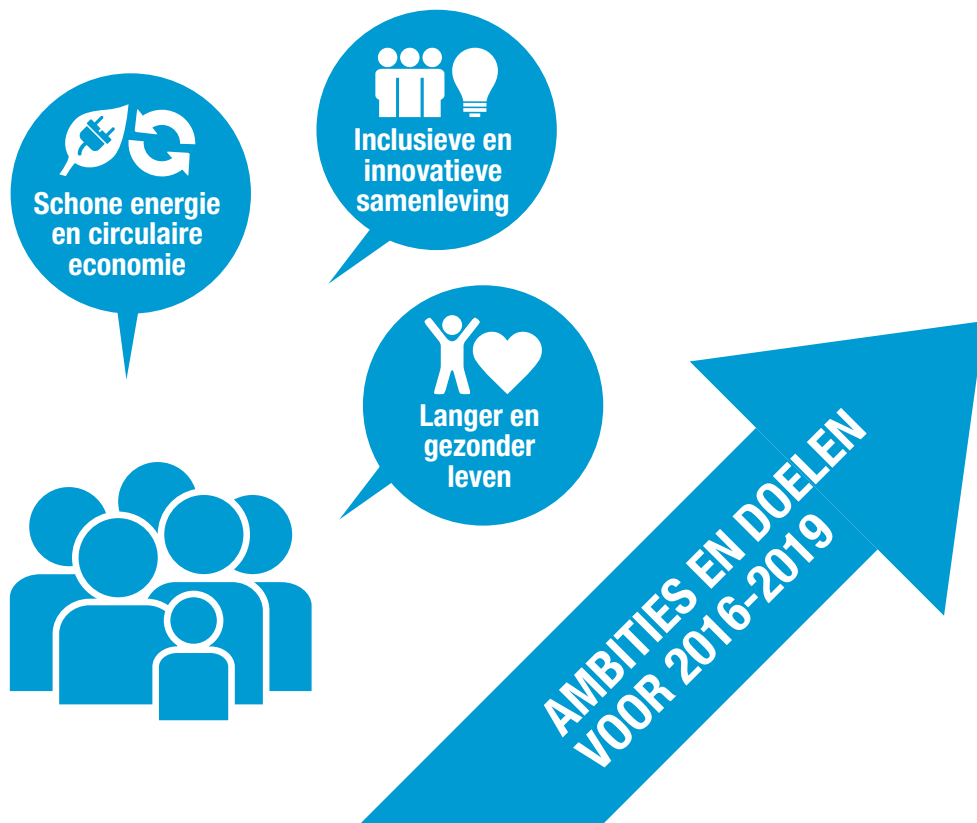 Inclusieve en
innovatieve
samenleving
Schone energie
en circulaire
economie
Langer en
gezonder
leven
AMBITIES EN DOELEN
VOOR 2016-2019